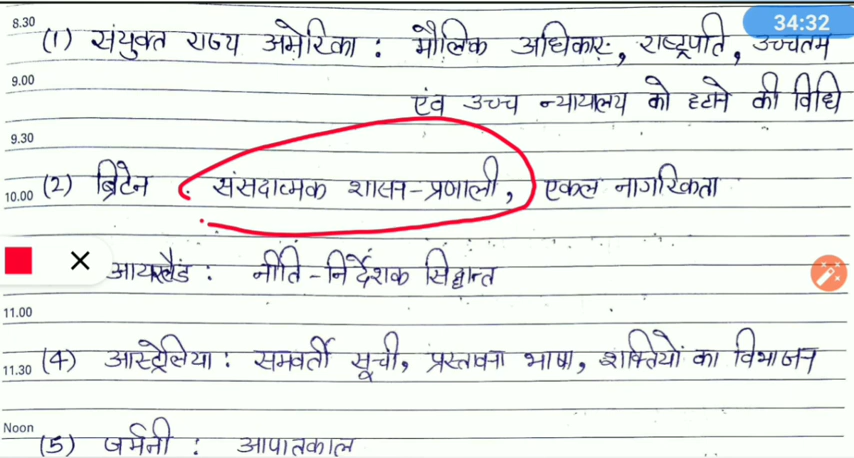 8.30
34:32
(1) संयुक्त राज्य अमेरिका : मौलिक अधिकार, राष्ट्रपति, उच्चतम
9.00
एवं उच्च न्यायालय को हटाने की विधि
9.30
10.00 (2) ब्रिटेन : संसदात्मक शासन-प्रणाली, एकल नागरिकता
आयरलैंड : नीति-निर्देशक सिद्धान्त
11.00
11.30 (4) आस्ट्रेलिया : समवर्ती सूची, प्रस्तावना भाषा, शक्तियों का विभाजन
Noon
(5) जर्मनी : आपातकाल